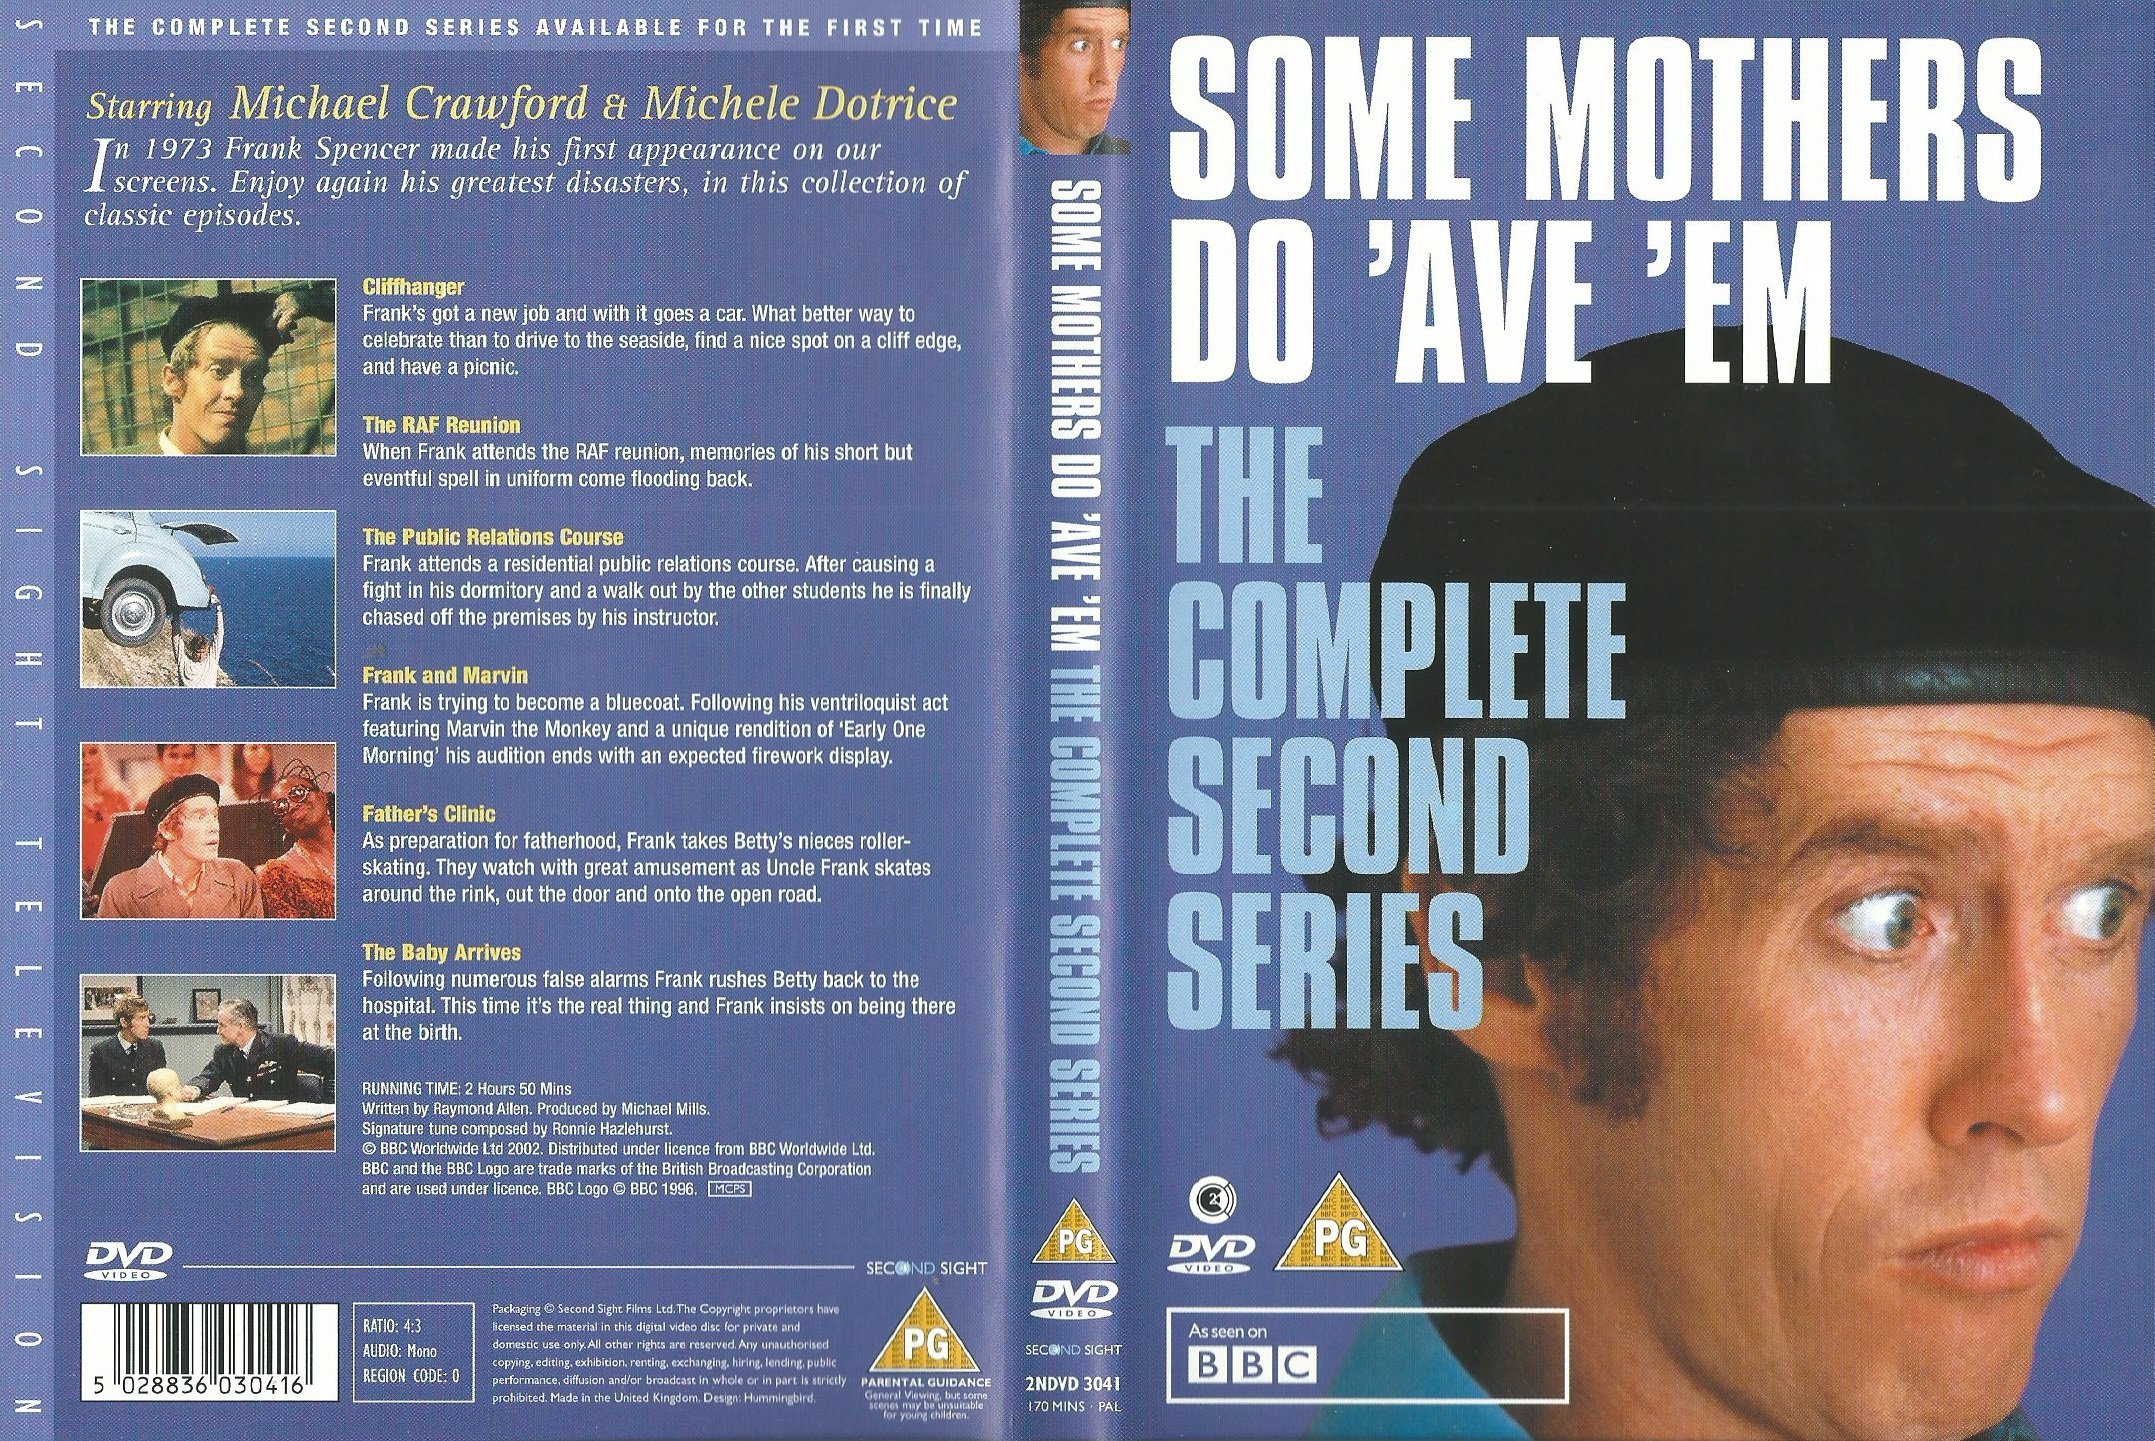 SECOND SIGHT TELEVISION
THE COMPLETE SECOND SERIES AVAILABLE FOR THE FIRST TIME
Starring Michael Crawford & Michele Dotrice
In 1973 Frank Spencer made his first appearance on our
screens. Enjoy again his greatest disasters, in this collection of
classic episodes.
Cliffhanger
Frank's got a new job and with it goes a car. What better way to
celebrate than to drive to the seaside, find a nice spot on a cliff edge,
and have a picnic.
The RAF Reunion
When Frank attends the RAF reunion, memories of his short but
eventful spell in uniform come flooding back.
The Public Relations Course
Frank attends a residential public relations course. After causing a
fight in his dormitory and a walk out by the other students he is finally
chased off the premises by his instructor.
Frank and Marvin
Frank is trying to become a bluecoat. Following his ventriloquist act
featuring Marvin the Monkey and a unique rendition of 'Early One
Morning' his audition ends with an expected firework display.
Father's Clinic
As preparation for fatherhood, Frank takes Betty's nieces roller-
skating. They watch with great amusement as Uncle Frank skates
around the rink, out the door and onto the open road.
The Baby Arrives
Following numerous false alarms Frank rushes Betty back to the
hospital. This time it's the real thing and Frank insists on being there
at the birth.
RUNNING TIME: 2 Hours 50 Mins
Written by Raymond Allen. Produced by Michael Mills.
Signature tune composed by Ronnie Hazlehurst.
© BBC Worldwide Ltd 2002. Distributed under licence from BBC Worldwide Ltd.
BBC and the BBC Logo are trade marks of the British Broadcasting Corporation
and are used under licence. BBC Logo © BBC 1996. MCPS
DVD
VIDEO
SECOND SIGHT
5 028836 030416
RATIO: 4:3
AUDIO: Mono
REGION CODE: 0
Packaging © Second Sight Films Ltd. The Copyright proprietors have
licensed the material in this digital video disc for private and
domestic use only. All other rights are reserved. Any unauthorised
copying, editing, exhibition, renting, exchanging, hiring, lending, public
performance, diffusion and/or broadcast in whole or in part is strictly
prohibited. Made in the United Kingdom. Design: Hummingbird.
PG
PARENTAL GUIDANCE
General Viewing, but some
scenes may be unsuitable
for young children.
SOME MOTHERS DO 'AVE 'EM THE COMPLETE SECOND SERIES
PG
DVD
VIDEO
SECOND SIGHT
2NDVD 3041
170 MINS · PAL
SOME MOTHERS
DO 'AVE 'EM
THE
COMPLETE
SECOND
SERIES
2
DVD
VIDEO
PG
As seen on
BBC